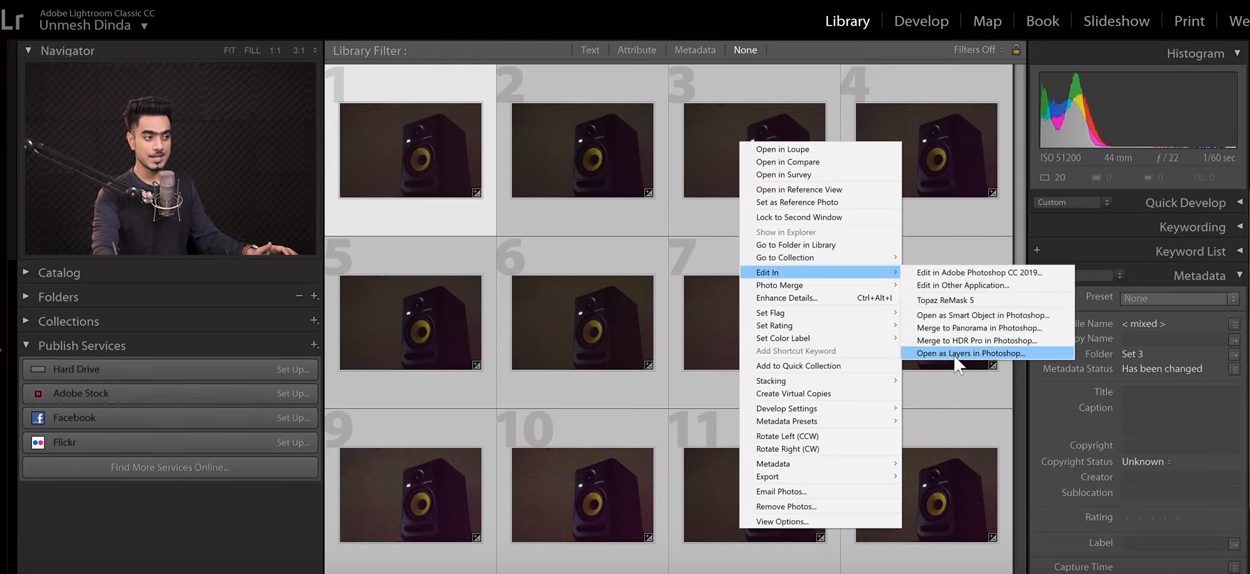 Lr
Adobe Lightroom Classic CC
Unmesh Dinda
Library | Develop | Map | Book | Slideshow | Print | We
Navigator FIT FILL 1:1 3:1
Library Filter : Text Attribute Metadata None Filters Off
Histogram
1 2 3 4
ISO 51200 44 mm ƒ / 22 1/60 sec
20 0 0 0
Custom Quick Develop
Keywording
Keyword List
Metadata
Preset None
le Name < mixed >
py Name
Folder Set 3
Metadata Status Has been changed
Title
Caption
Copyright
Copyright Status Unknown
Creator
Sublocation
Rating
Label
Capture Time
Catalog
Folders
Collections
Publish Services
Hard Drive Set Up...
Adobe Stock Set Up...
Facebook Set Up...
Flickr Set Up...
Find More Services Online...
5 6 7
9 10 11
Open in Loupe
Open in Compare
Open in Survey
Open in Reference View
Set as Reference Photo
Lock to Second Window
Show in Explorer
Go to Folder in Library
Go to Collection
Edit In
Photo Merge
Enhance Details... Ctrl+Alt+I
Set Flag
Set Rating
Set Color Label
Add Shortcut Keyword
Add to Quick Collection
Stacking
Create Virtual Copies
Develop Settings
Metadata Presets
Rotate Left (CCW)
Rotate Right (CW)
Metadata
Export
Email Photos...
Remove Photos...
View Options...
Edit in Adobe Photoshop CC 2019...
Edit in Other Application...
Topaz ReMask 5
Open as Smart Object in Photoshop...
Merge to Panorama in Photoshop...
Merge to HDR Pro in Photoshop...
Open as Layers in Photoshop...